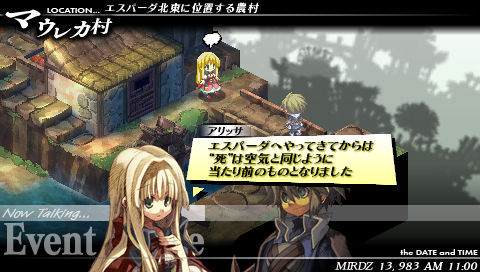 LOCATION... エスパーダ北東に位置する農村
マウレカ村
アリッサ
エスパーダへやってきてからは
“死”は空気と同じように
当たり前のものとなりました
Now Talking...
Event
the DATE and TIME
MIRDZ 13,983 AM 11:00